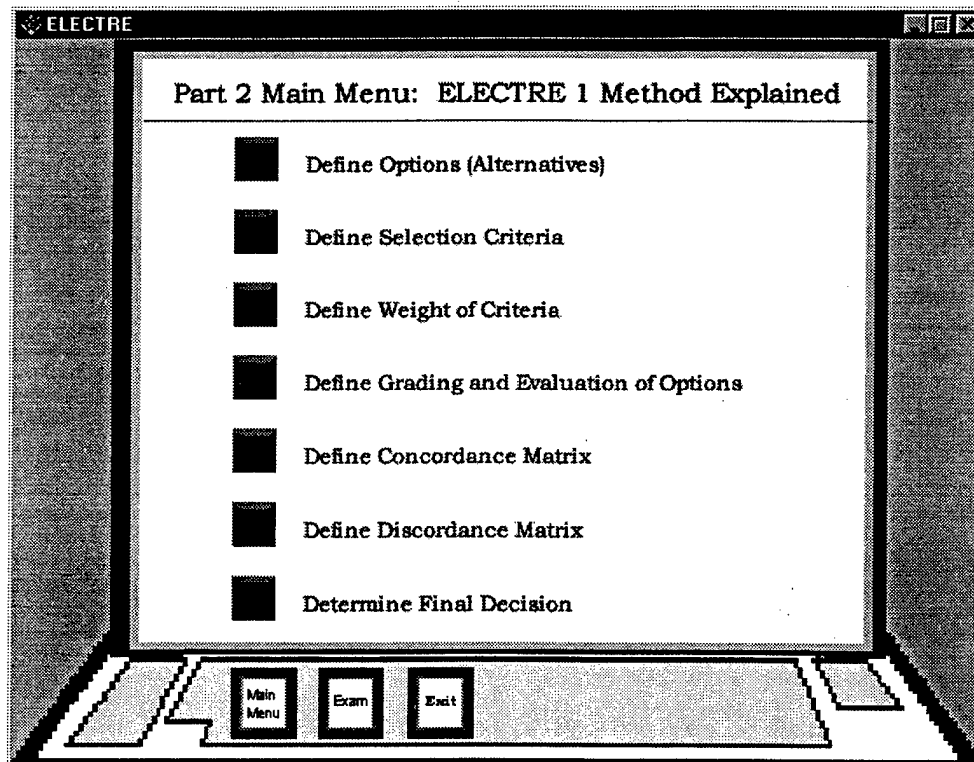 ELECTRE
Part 2 Main Menu: ELECTRE 1 Method Explained
Define Options (Alternatives)
Define Selection Criteria
Define Weight of Criteria
Define Grading and Evaluation of Options
Define Concordance Matrix
Define Discordance Matrix
Determine Final Decision
Main
Menu
Exam
Exit